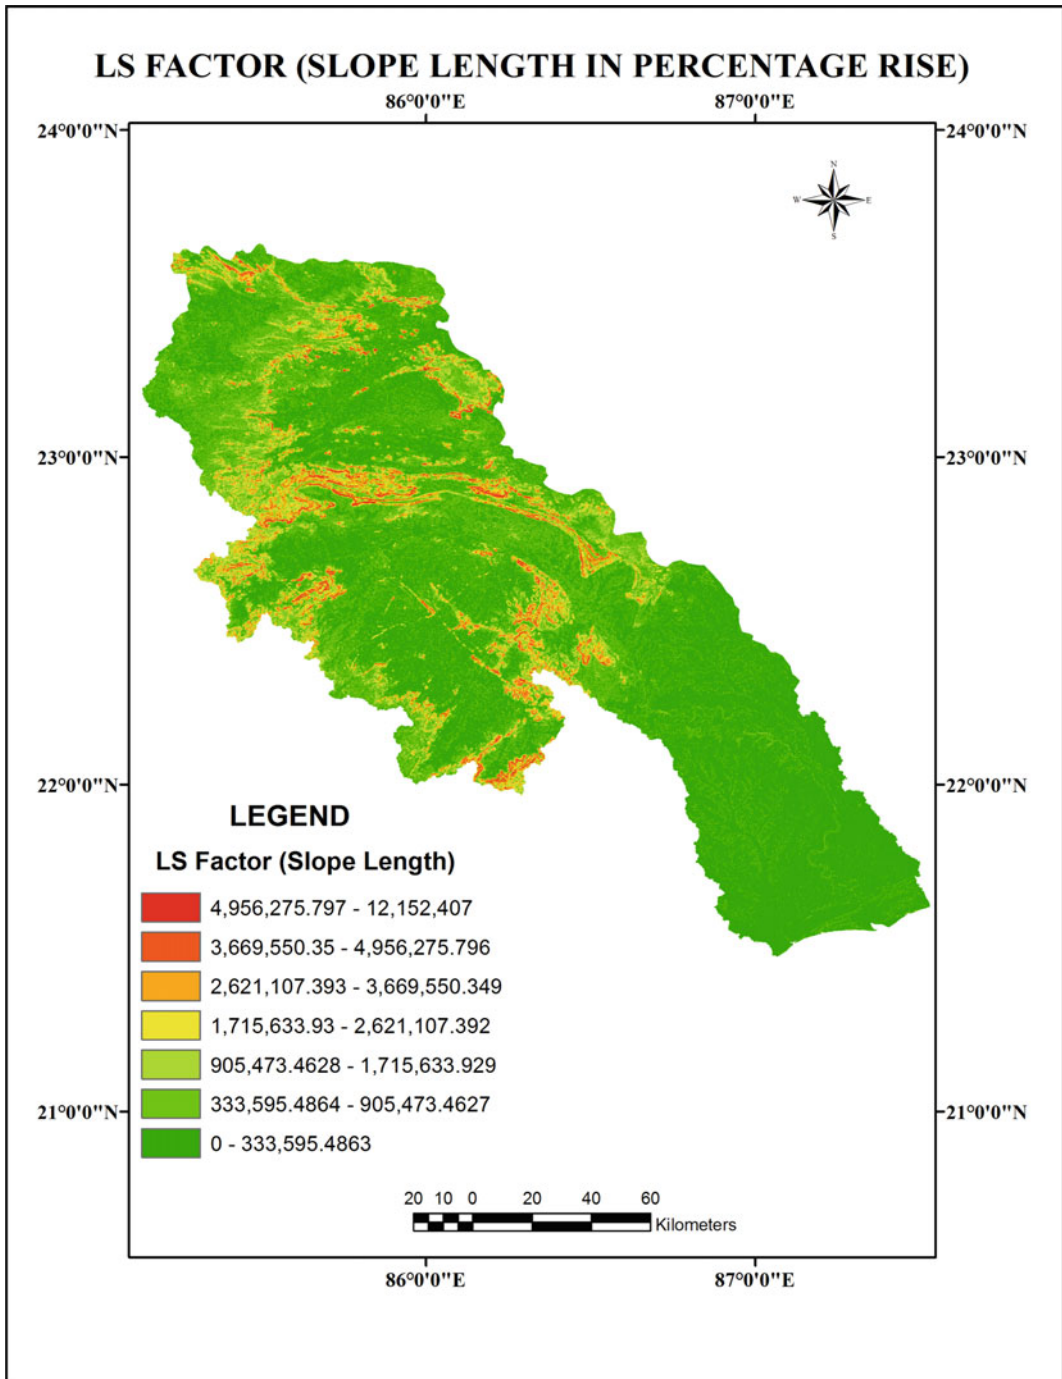 LS FACTOR (SLOPE LENGTH IN PERCENTAGE RISE)
86°0'0"E 87°0'0"E
24°0'0"N 24°0'0"N
N
W E
S
23°0'0"N 23°0'0"N
22°0'0"N 22°0'0"N
LEGEND
LS Factor (Slope Length)
4,956,275.797 - 12,152,407
3,669,550.35 - 4,956,275.796
2,621,107.393 - 3,669,550.349
1,715,633.93 - 2,621,107.392
905,473.4628 - 1,715,633.929
333,595.4864 - 905,473.4627
21°0'0"N 21°0'0"N
0 - 333,595.4863
20 10 0 20 40 60
Kilometers
86°0'0"E 87°0'0"E